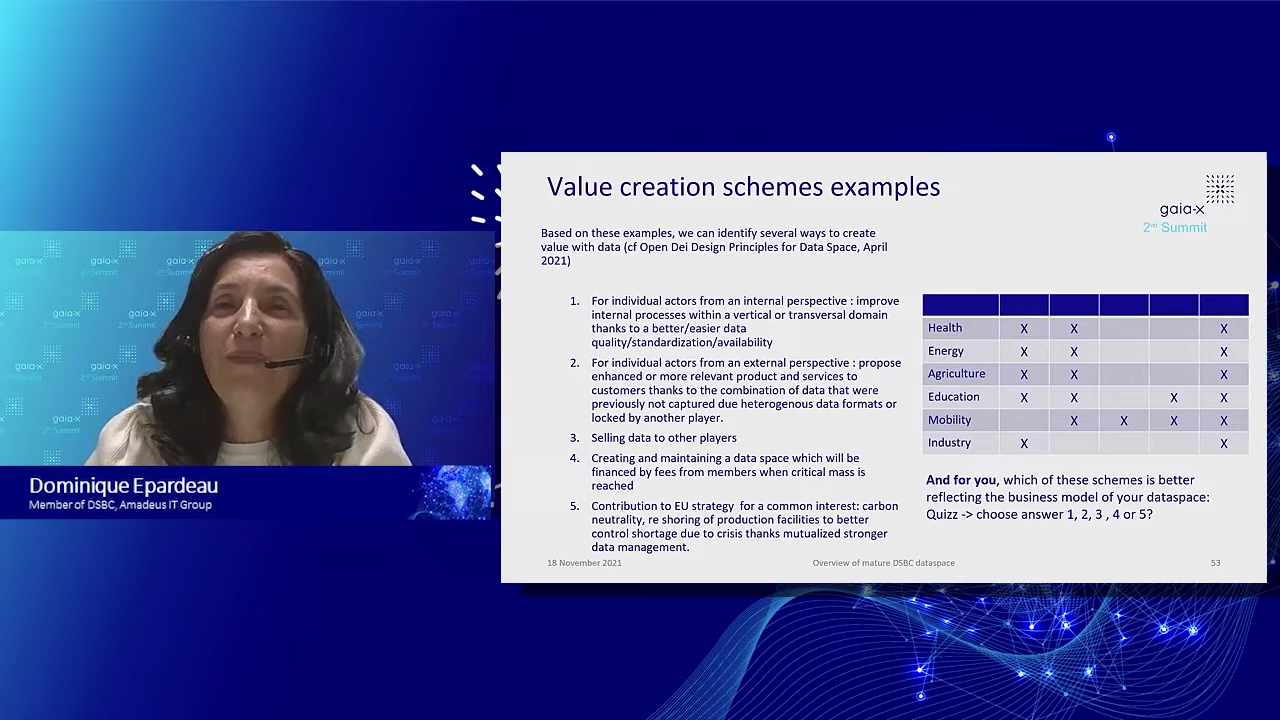 Value creation schemes examples
gaia-x
2nd Summit
Based on these examples, we can identify several ways to create
value with data (cf Open Dei Design Principles for Data Space, April
2021)
1. For individual actors from an internal perspective : improve
internal processes within a vertical or transversal domain
thanks to a better/easier data
quality/standardization/availability
2. For individual actors from an external perspective : propose
enhanced or more relevant product and services to
customers thanks to the combination of data that were
previously not captured due heterogenous data formats or
locked by another player.
3. Selling data to other players
4. Creating and maintaining a data space which will be
financed by fees from members when critical mass is
reached
5. Contribution to EU strategy for a common interest: carbon
neutrality, re shoring of production facilities to better
control shortage due to crisis thanks mutualized stronger
data management.
Health X X X
Energy X X X
Agriculture X X X
Education X X X X
Mobility X X X X
Industry X X
And for you, which of these schemes is better
reflecting the business model of your dataspace:
Quizz -> choose answer 1, 2, 3 , 4 or 5?
18 November 2021
Overview of mature DSBC dataspace
53
Dominique Epardeau
Member of DSBC, Amadeus IT Group